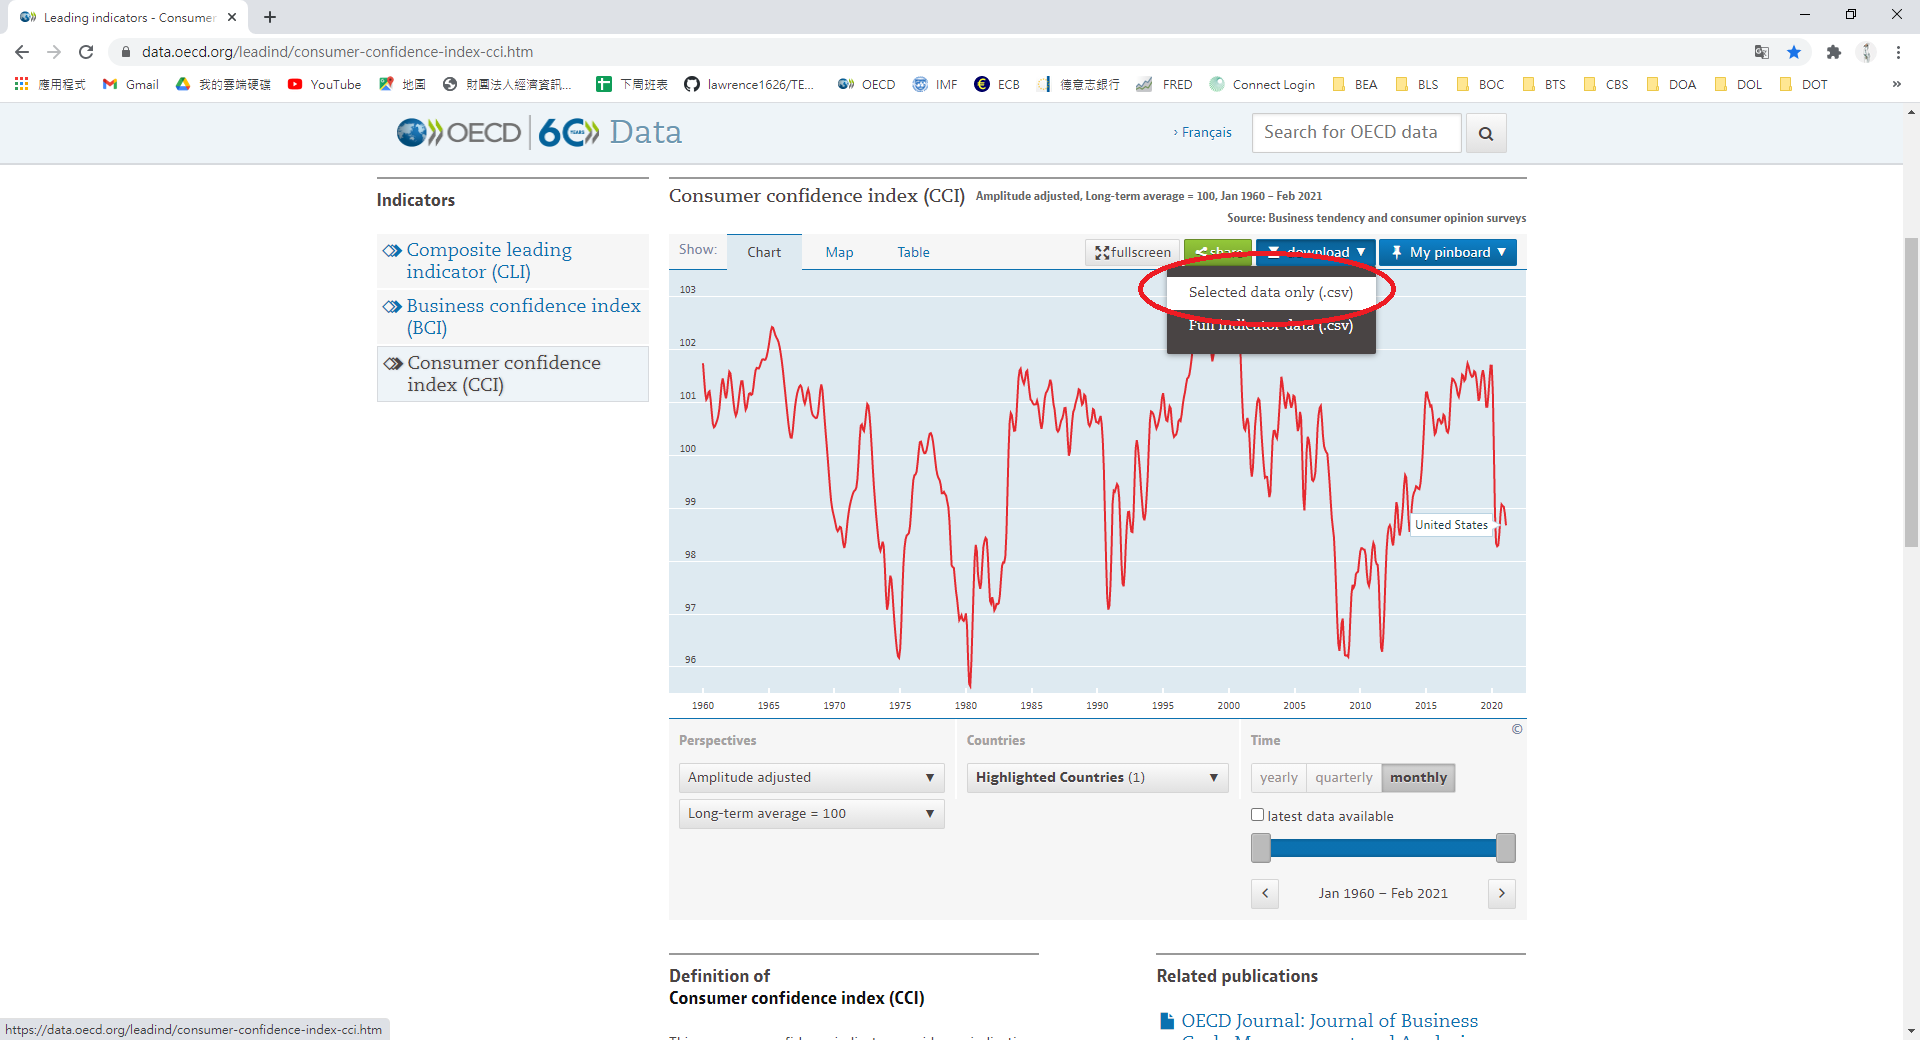 Leading indicators - Consumer
data.oecd.org/leadind/consumer-confidence-index-cci.htm
應用程式
Gmail
我的雲端硬碟
YouTube
地圖
財團法人經濟資訊...
下周班表
lawrence1626/TE...
OECD
IMF
ECB
德意志銀行
FRED
Connect Login
BEA
BLS
BOC
BTS
CBS
DOA
DOL
DOT
»
OECD
60 YEARS
Data
› Français
Search for OECD data
Indicators
Composite leading
indicator (CLI)
Business confidence index
(BCI)
Consumer confidence
index (CCI)
Consumer confidence index (CCI) Amplitude adjusted, Long-term average = 100, Jan 1960 – Feb 2021
Source: Business tendency and consumer opinion surveys
Show:
Chart
Map
Table
fullscreen
share
download
My pinboard
Selected data only (.csv)
Full indicator data (.csv)
103
102
101
100
99
98
97
96
United States
1960 1965 1970 1975 1980 1985 1990 1995 2000 2005 2010 2015 2020
©
Perspectives
Amplitude adjusted
Long-term average = 100
Countries
Highlighted Countries (1)
Time
yearly quarterly monthly
latest data available
Jan 1960 – Feb 2021
Definition of
Consumer confidence index (CCI)
Related publications
OECD Journal: Journal of Business
https://data.oecd.org/leadind/consumer-confidence-index-cci.htm